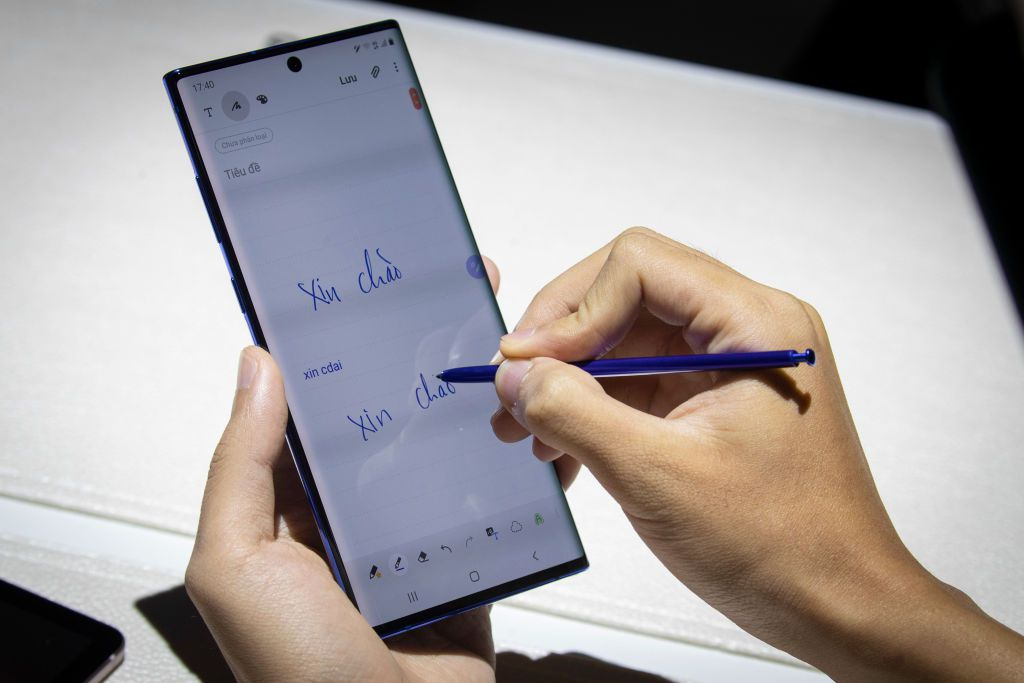 17:40
Lưu
T
Chưa phân loại
Tiêu đề
xin chào
xin cdai
xin chào